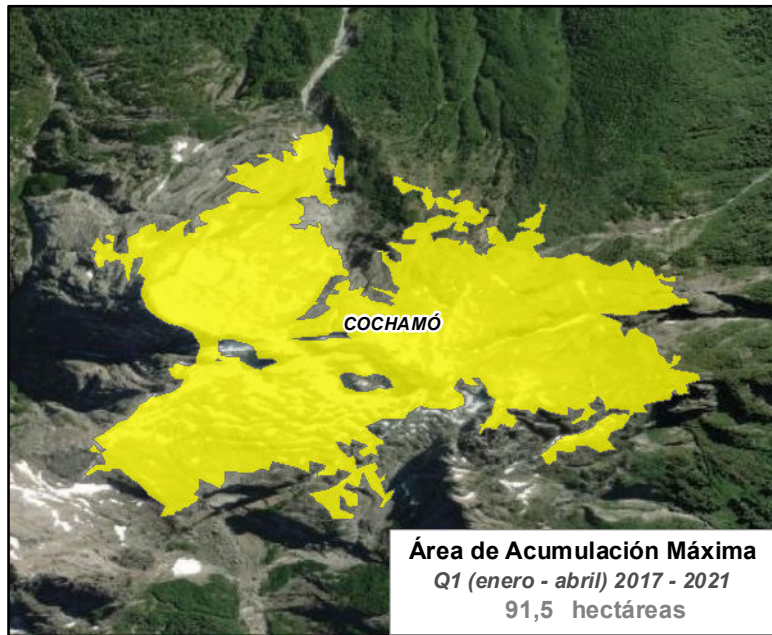 COCHAMÓ
Área de Acumulación Máxima
Q1 (enero - abril) 2017 - 2021
91,5 hectáreas